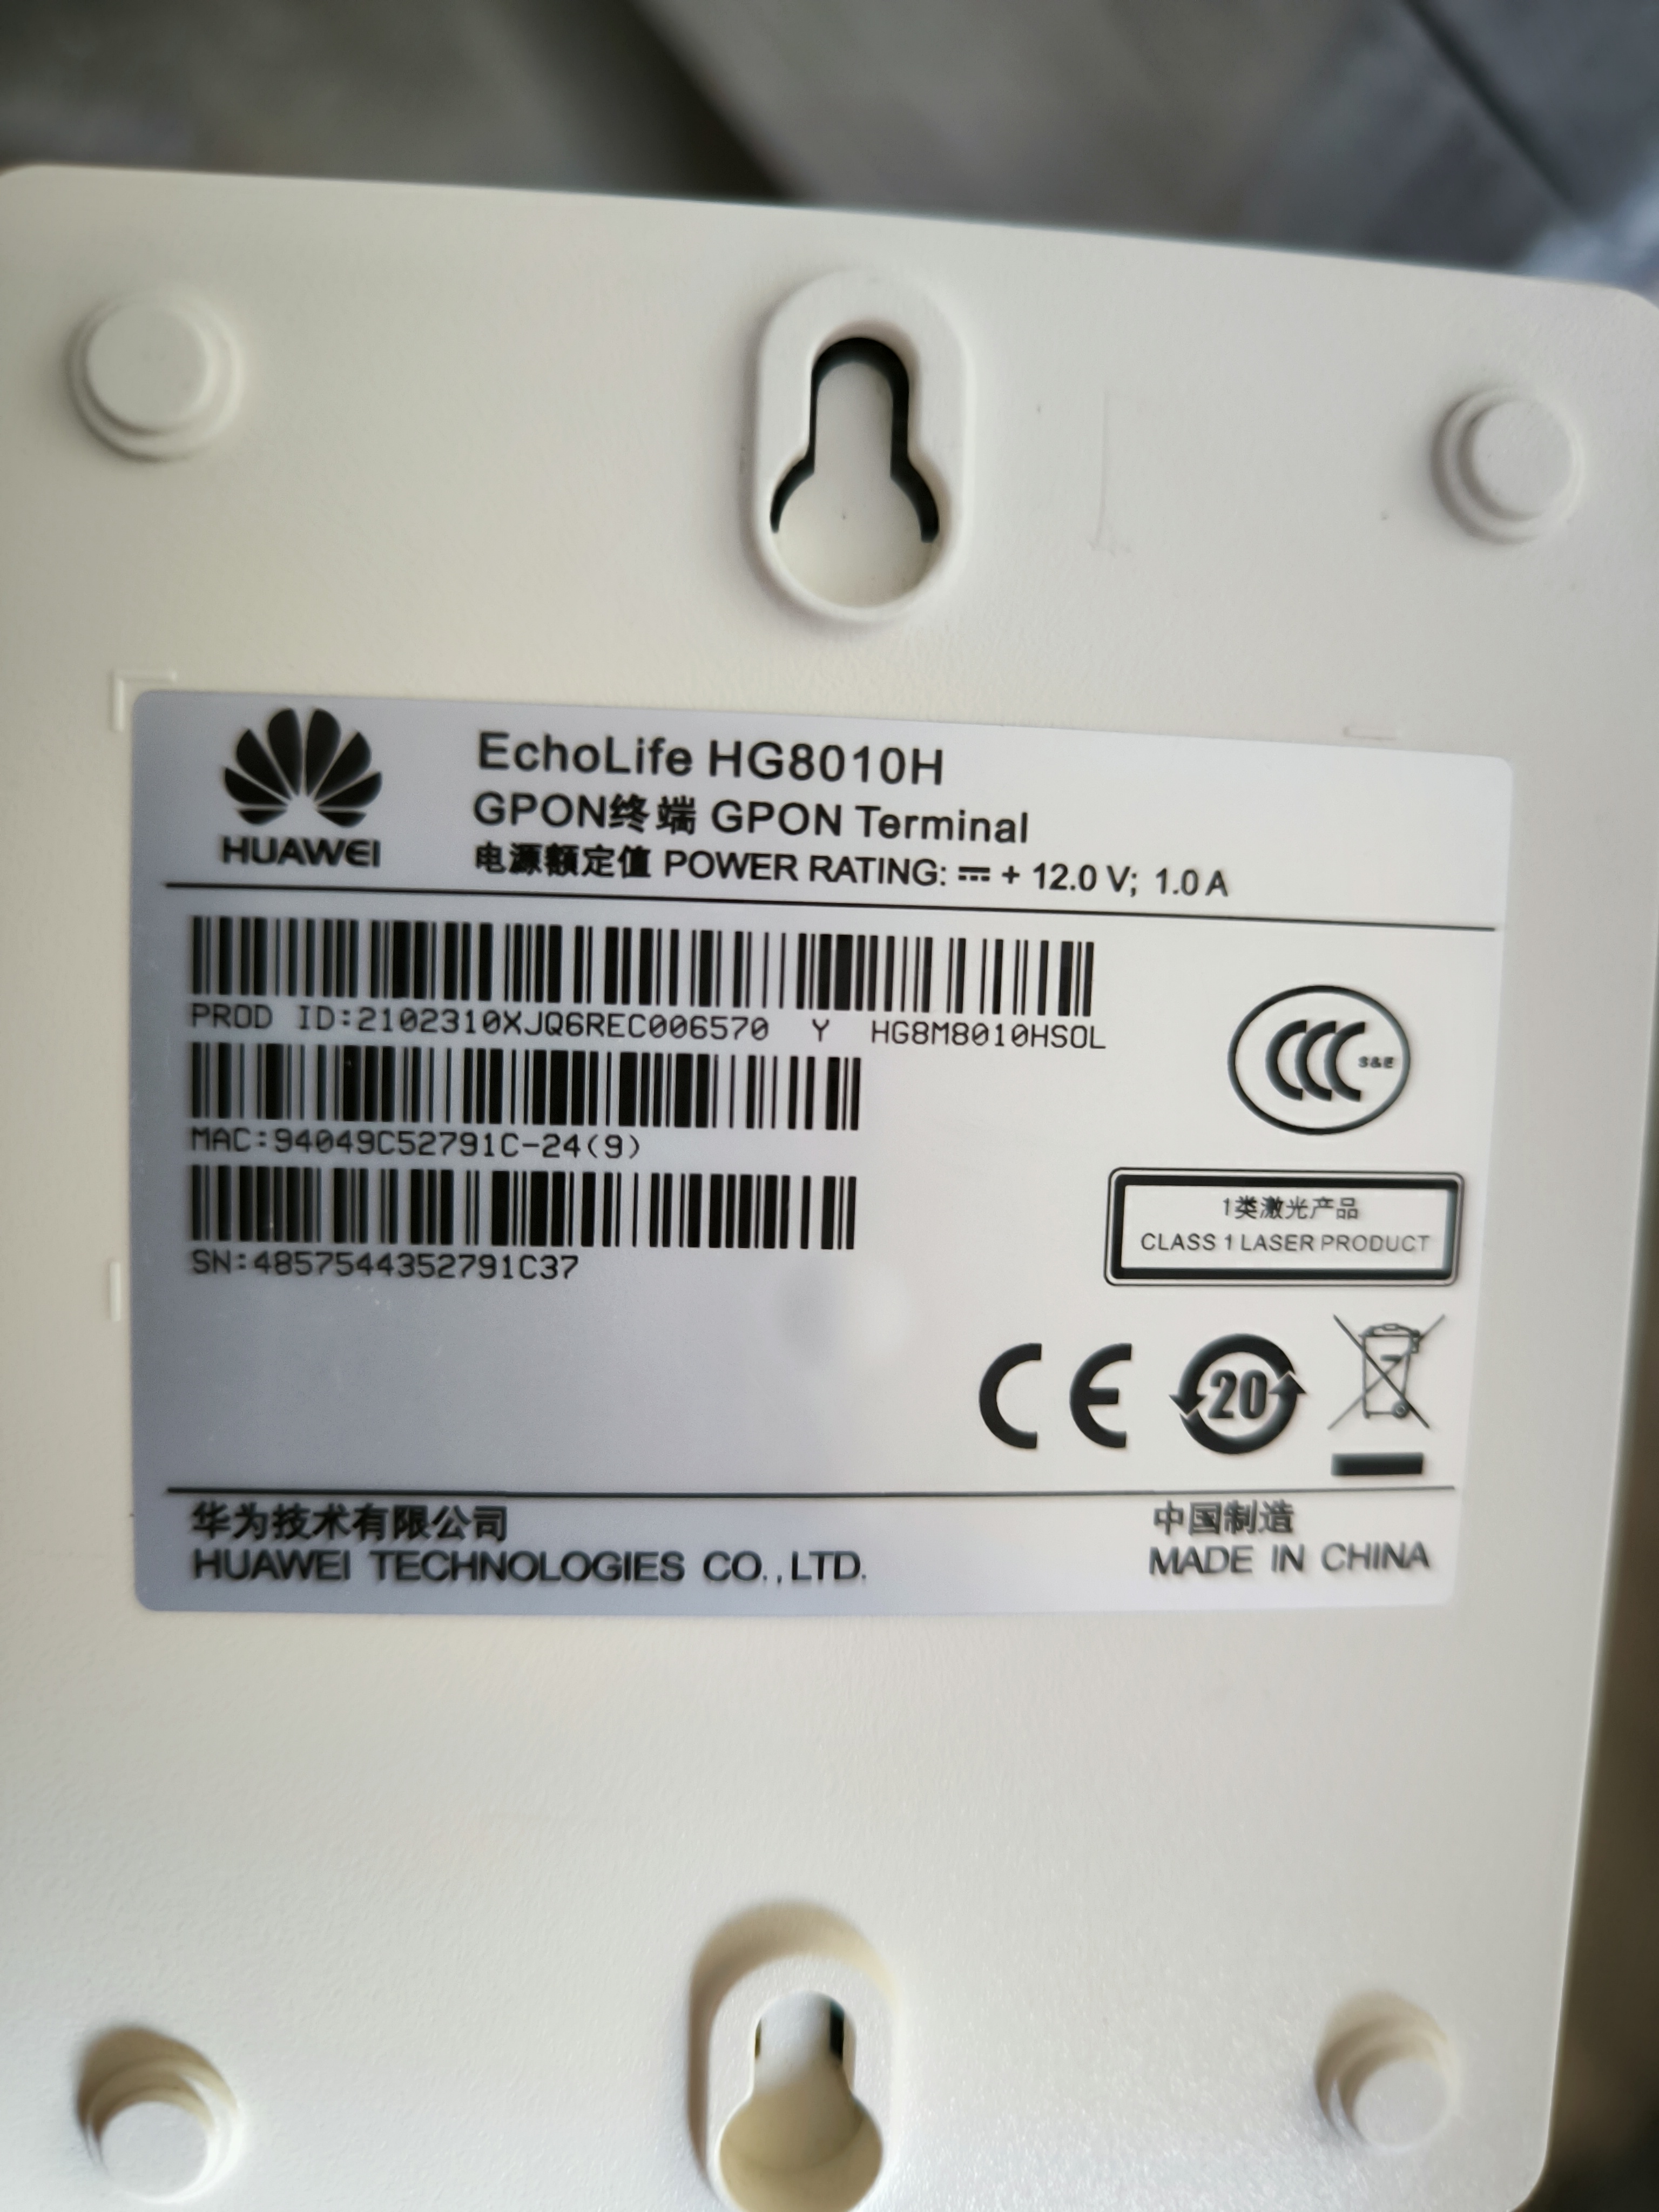 HUAWEI
EchoLife HG8010H
GPON终端 GPON Terminal
电源额定值 POWER RATING: ⎓ + 12.0 V; 1.0 A
PROD ID:2102310XJQ6REC006570 Y HG8M8010HSOL
MAC:94049C52791C-24(9)
SN:4857544352791C37
CCC S&E
1类激光产品
CLASS 1 LASER PRODUCT
CE
20
华为技术有限公司
HUAWEI TECHNOLOGIES CO.,LTD.
中国制造
MADE IN CHINA